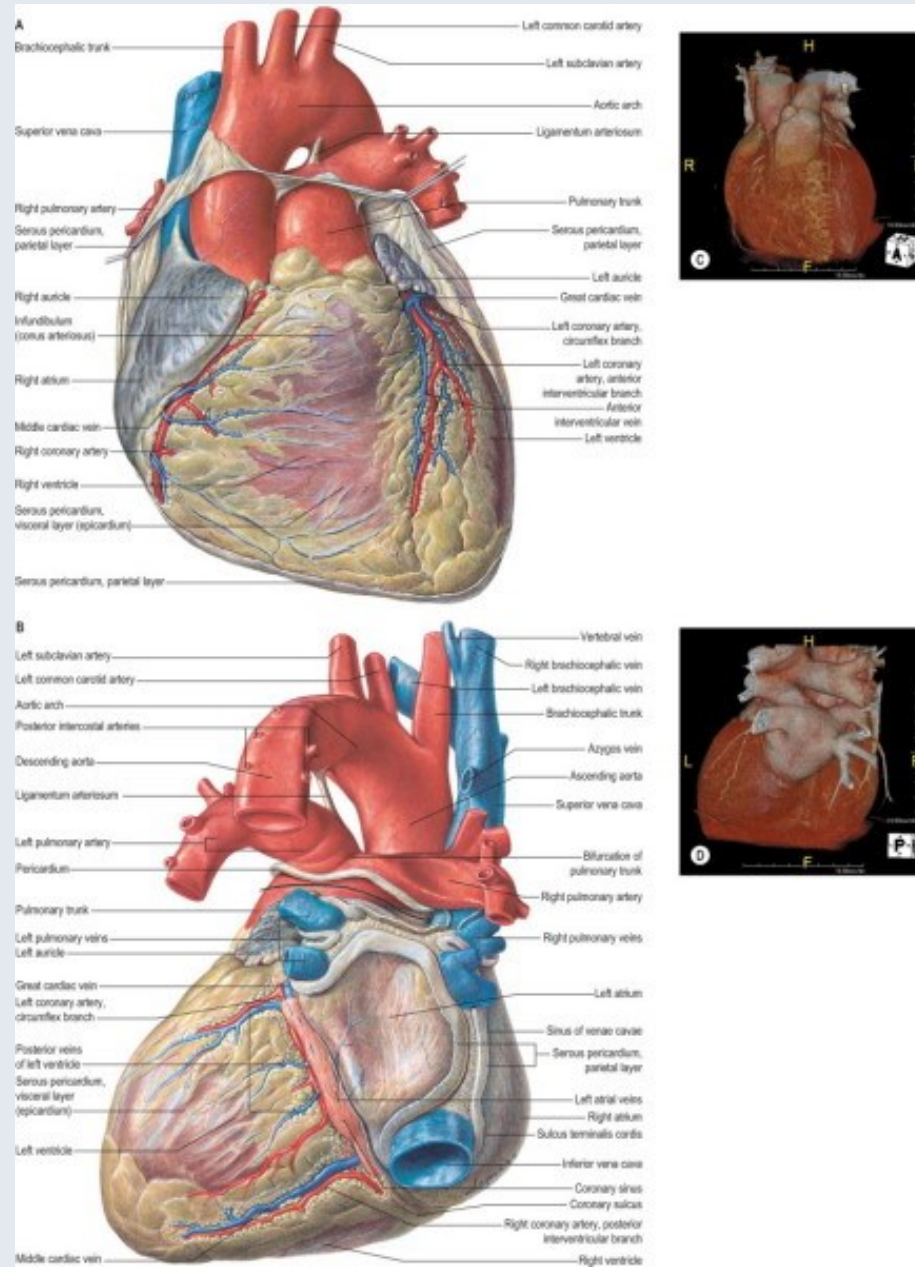 A
Left common carotid artery
Brachiocephalic trunk
Left subclavian artery
Aortic arch
Superior vena cava
Ligamentum arteriosum
Right pulmonary artery
Pulmonary trunk
Serous pericardium,
parietal layer
Serous pericardium,
parietal layer
Left auricle
Right auricle
Great cardiac vein
Infundibulum
(conus arteriosus)
Left coronary artery,
circumflex branch
Right atrium
Left coronary
artery, anterior
interventricular branch
Middle cardiac vein
Anterior
interventricular vein
Right coronary artery
Left ventricle
Right ventricle
Serous pericardium,
visceral layer (epicardium)
Serous pericardium, parietal layer
H
R
C
F
A
B
Left subclavian artery
Vertebral vein
Right brachiocephalic vein
Left common carotid artery
Left brachiocephalic vein
Aortic arch
Brachiocephalic trunk
Posterior intercostal arteries
Azygos vein
Descending aorta
Ascending aorta
Ligamentum arteriosum
Superior vena cava
Left pulmonary artery
Bifurcation of
pulmonary trunk
Pericardium
Right pulmonary artery
Pulmonary trunk
Left pulmonary veins
Right pulmonary veins
Left auricle
Great cardiac vein
Left atrium
Left coronary artery,
circumflex branch
Sinus of venae cavae
Posterior veins
of left ventricle
Serous pericardium,
parietal layer
Serous pericardium,
visceral layer
(epicardium)
Left atrial veins
Right atrium
Sulcus terminalis cordis
Left ventricle
Inferior vena cava
Coronary sinus
Coronary sulcus
Right coronary artery, posterior
interventricular branch
Middle cardiac vein
Right ventricle
H
L
D
F
P